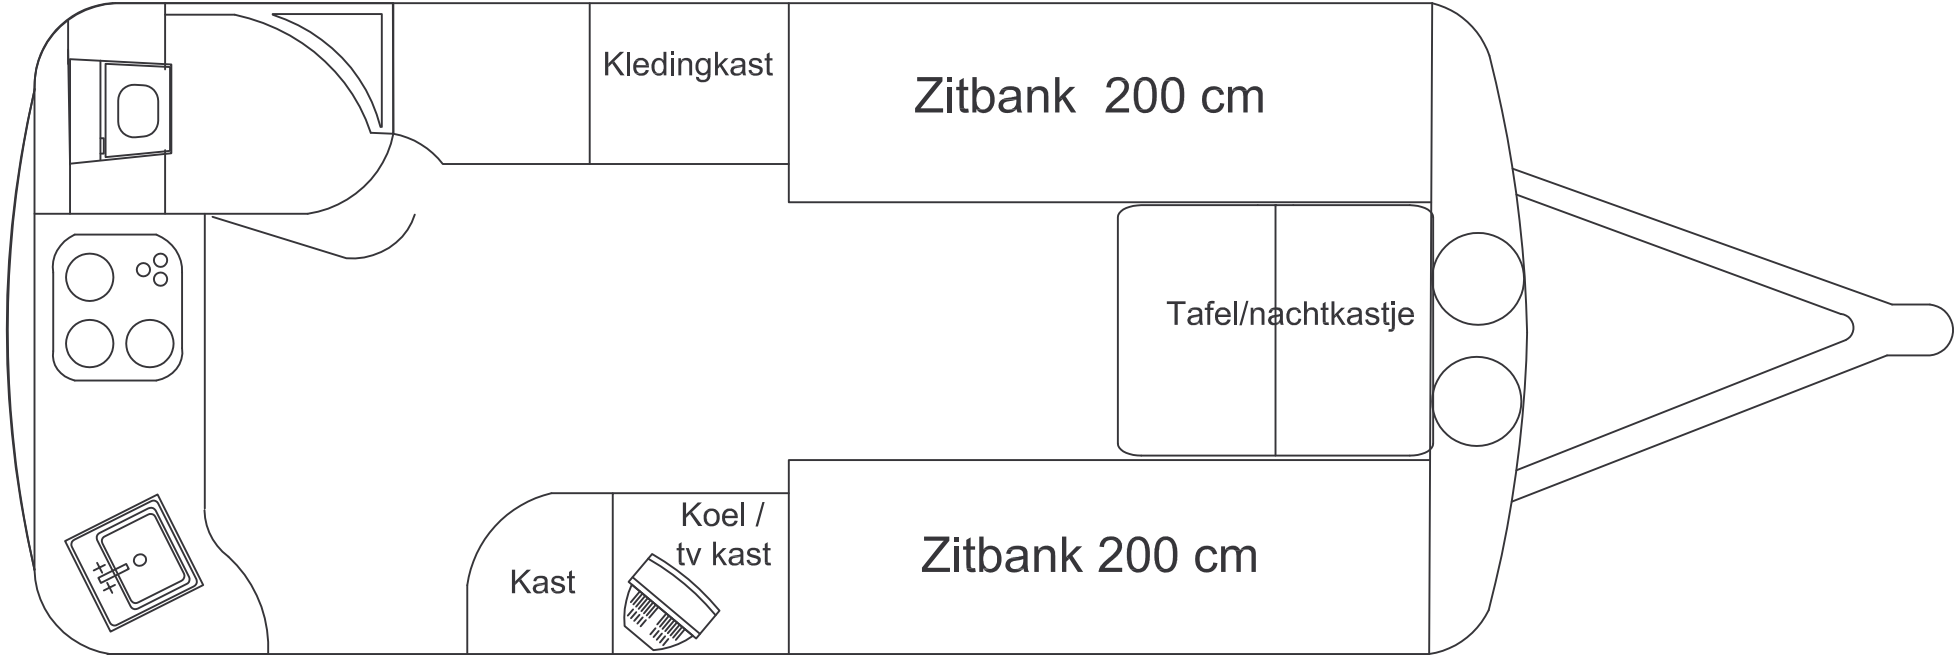 Kledingkast
Zitbank 200 cm
Tafel/nachtkastje
Koel /
tv kast
Kast
Zitbank 200 cm